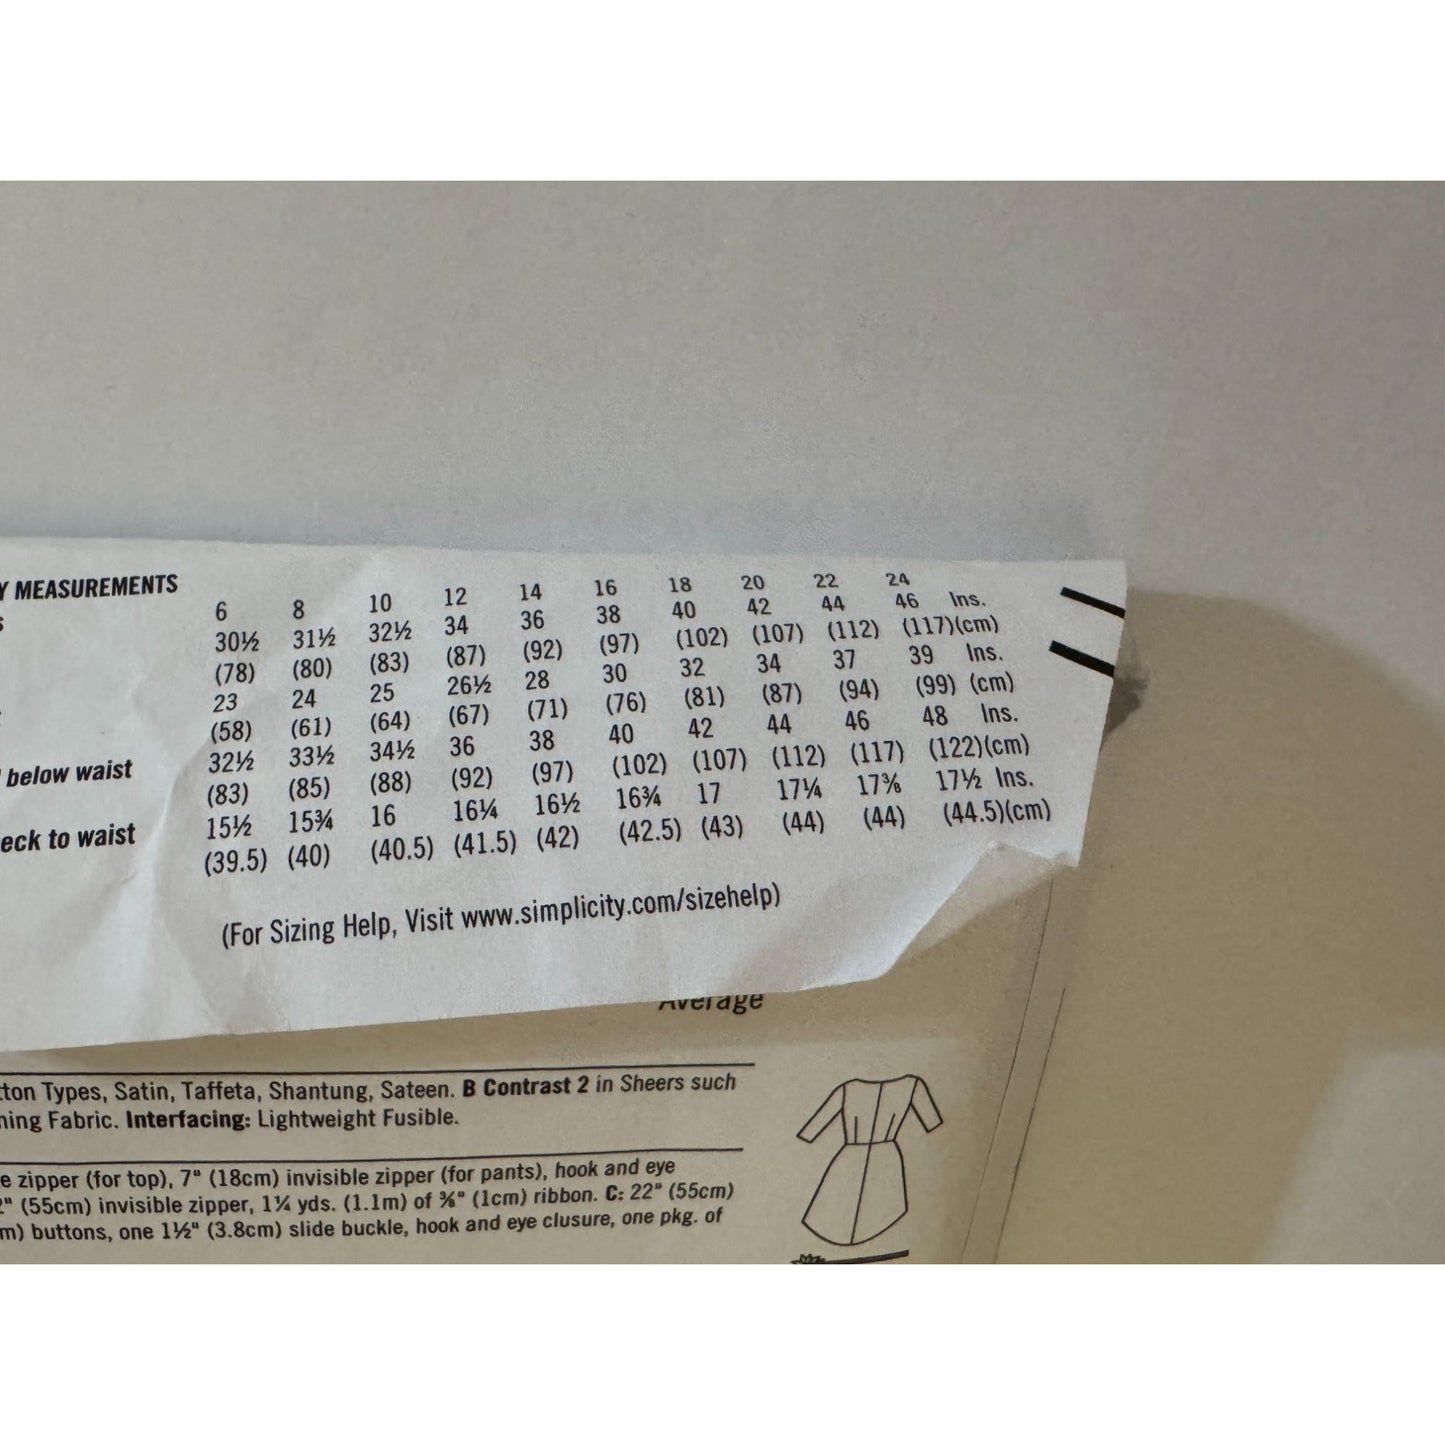 Y MEASUREMENTS
6 8 10 12 14 16 18 20 22 24
30½ 31½ 32½ 34 36 38 40 42 44 46 Ins.
(78) (80) (83) (87) (92) (97) (102) (107) (112) (117)(cm)
23 24 25 26½ 28 30 32 34 37 39 Ins.
(58) (61) (64) (67) (71) (76) (81) (87) (94) (99) (cm)
below waist 32½ 33½ 34½ 36 38 40 42 44 46 48 Ins.
(83) (85) (88) (92) (97) (102) (107) (112) (117) (122)(cm)
eck to waist 15½ 15¾ 16 16¼ 16½ 16¾ 17 17¼ 17⅜ 17½ Ins.
(39.5) (40) (40.5) (41.5) (42) (42.5) (43) (44) (44) (44.5)(cm)
(For Sizing Help, Visit www.simplicity.com/sizehelp)
Average
tton Types, Satin, Taffeta, Shantung, Sateen. B Contrast 2 in Sheers such
ning Fabric. Interfacing: Lightweight Fusible.
e zipper (for top), 7" (18cm) invisible zipper (for pants), hook and eye
2" (55cm) invisible zipper, 1¼ yds. (1.1m) of ⅜" (1cm) ribbon. C: 22" (55cm)
m) buttons, one 1½" (3.8cm) slide buckle, hook and eye clusure, one pkg. of